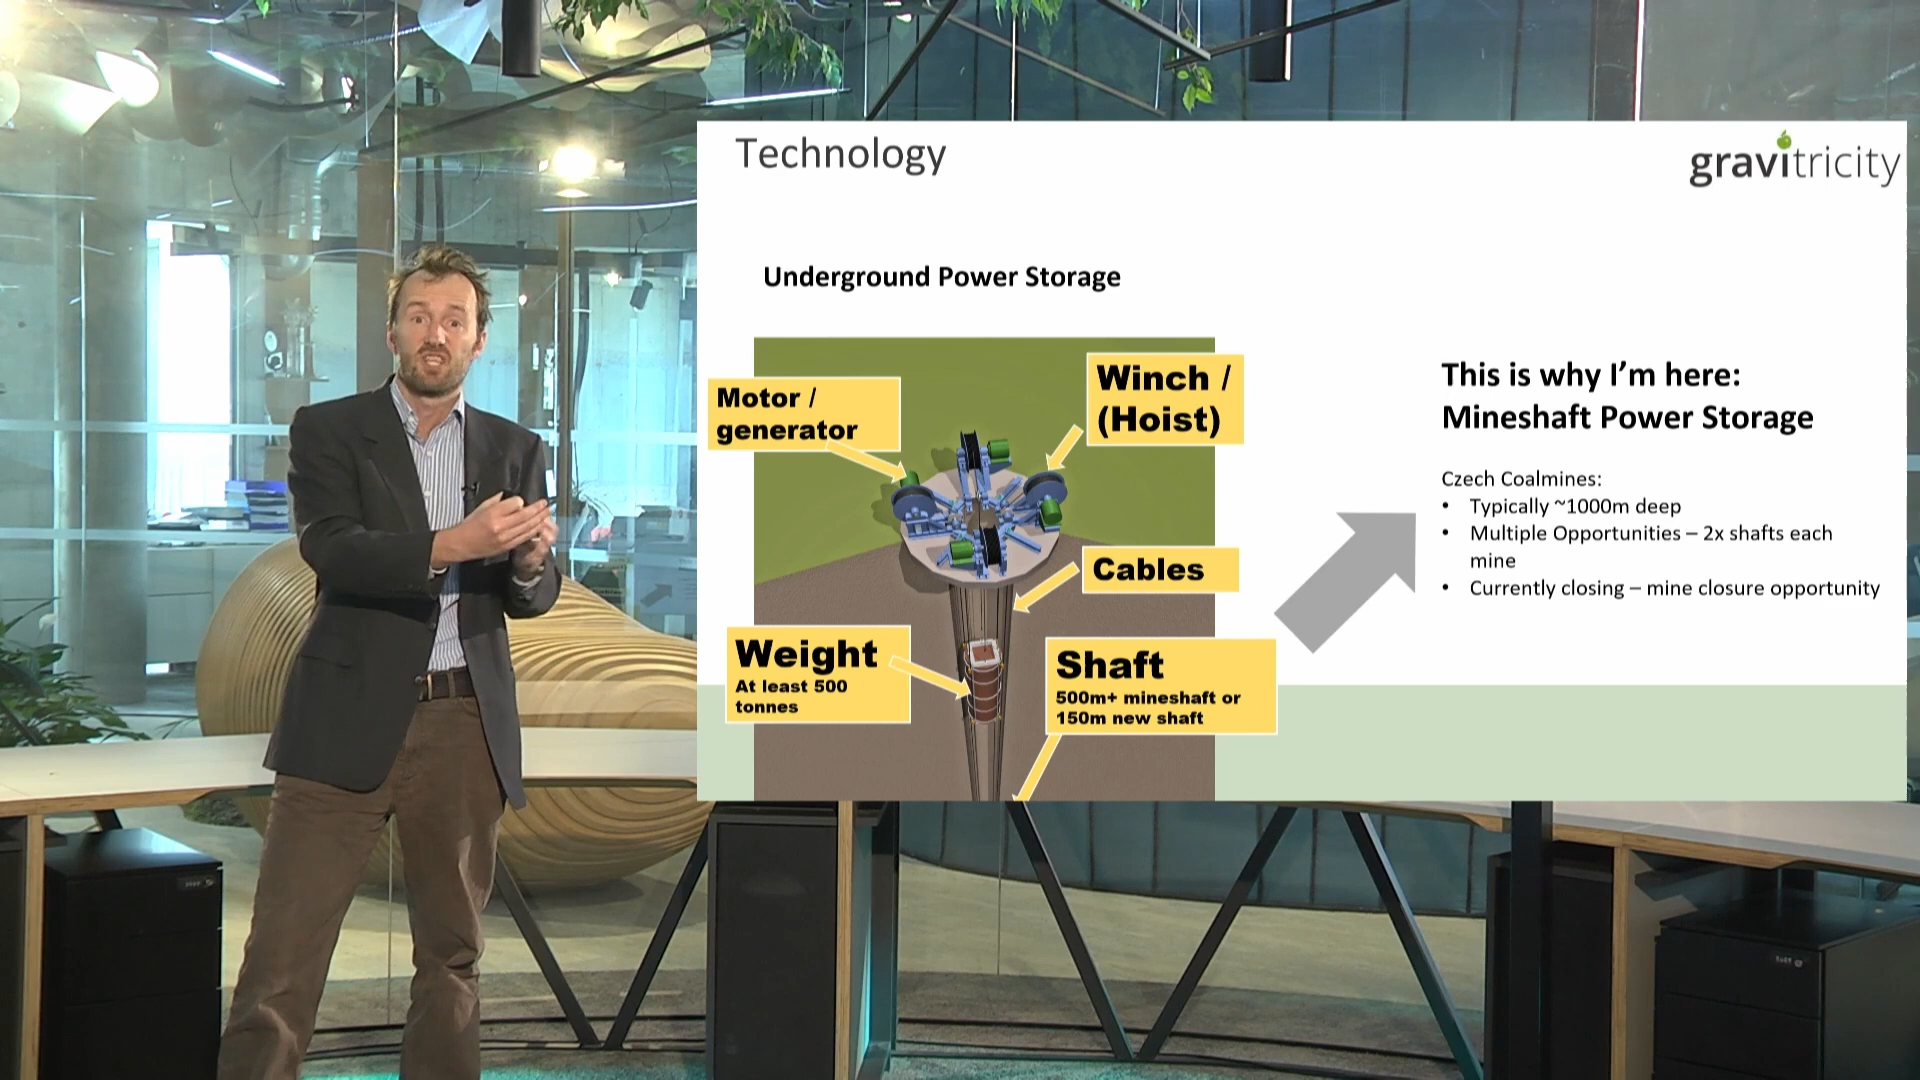 Technology
gravitricity
Underground Power Storage
Motor /
generator
Winch /
(Hoist)
Cables
Weight
At least 500
tonnes
Shaft
500m+ mineshaft or
150m new shaft
This is why I'm here:
Mineshaft Power Storage
Czech Coalmines:
• Typically ~1000m deep
• Multiple Opportunities – 2x shafts each
mine
• Currently closing – mine closure opportunity